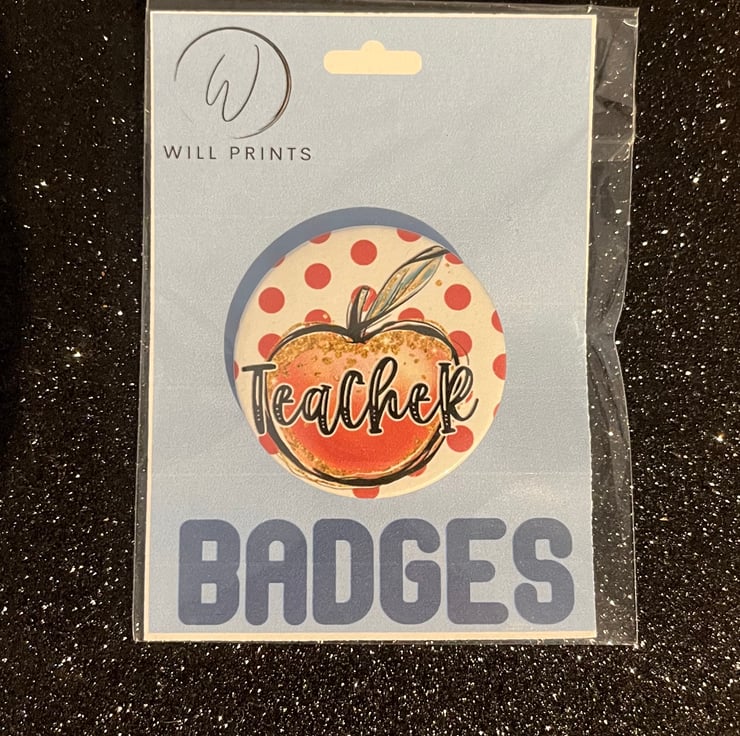 W
WILL PRINTS
TeacheR
BADGES